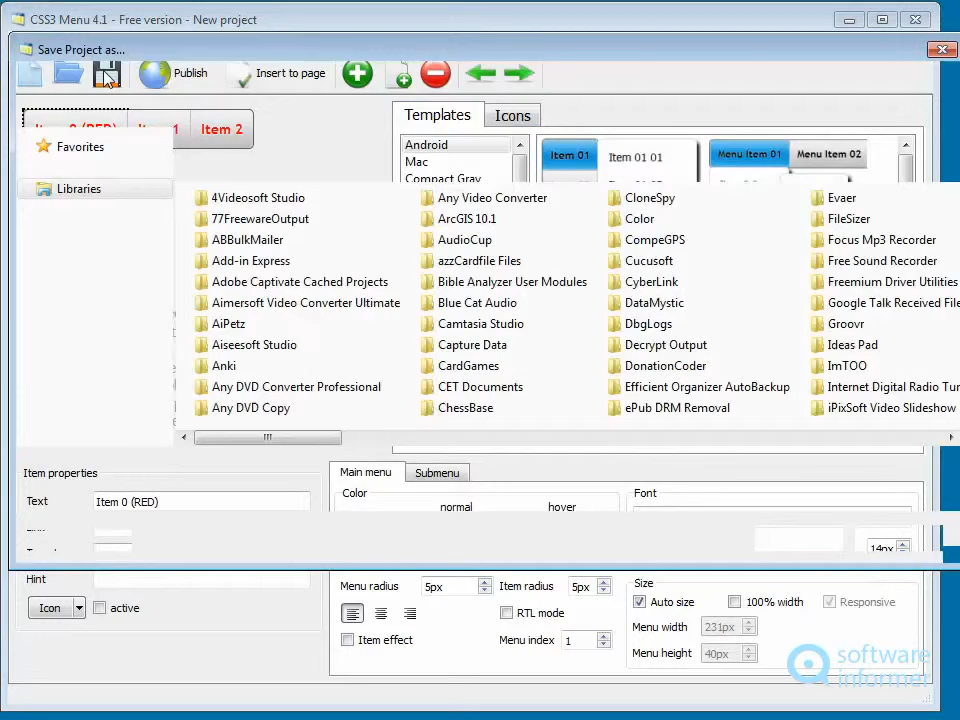 CSS3 Menu 4.1 - Free version - New project
Save Project as...
Publish
Insert to page
Item 0 (RED)
Item 1
Item 2
Templates
Icons
Android
Mac
Compact Gray
Item 01
Item 01 01
Menu Item 01
Menu Item 02
Favorites
Libraries
4Videosoft Studio
77FreewareOutput
ABBulkMailer
Add-in Express
Adobe Captivate Cached Projects
Aimersoft Video Converter Ultimate
AiPetz
Aiseesoft Studio
Anki
Any DVD Converter Professional
Any DVD Copy
Any Video Converter
ArcGIS 10.1
AudioCup
azzCardfile Files
Bible Analyzer User Modules
Blue Cat Audio
Camtasia Studio
Capture Data
CardGames
CET Documents
ChessBase
CloneSpy
Color
CompeGPS
Cucusoft
CyberLink
DataMystic
DbgLogs
Decrypt Output
DonationCoder
Efficient Organizer AutoBackup
ePub DRM Removal
Evaer
FileSizer
Focus Mp3 Recorder
Free Sound Recorder
Freemium Driver Utilities
Google Talk Received File
Groovr
Ideas Pad
ImTOO
Internet Digital Radio Tur
iPixSoft Video Slideshow
Item properties
Text
Item 0 (RED)
Hint
Icon
active
Main menu
Submenu
Color
normal
hover
Font
14px
Menu radius
5px
Item radius
5px
RTL mode
Item effect
Menu index
1
Size
Auto size
100% width
Responsive
Menu width
231px
Menu height
40px
software
informer